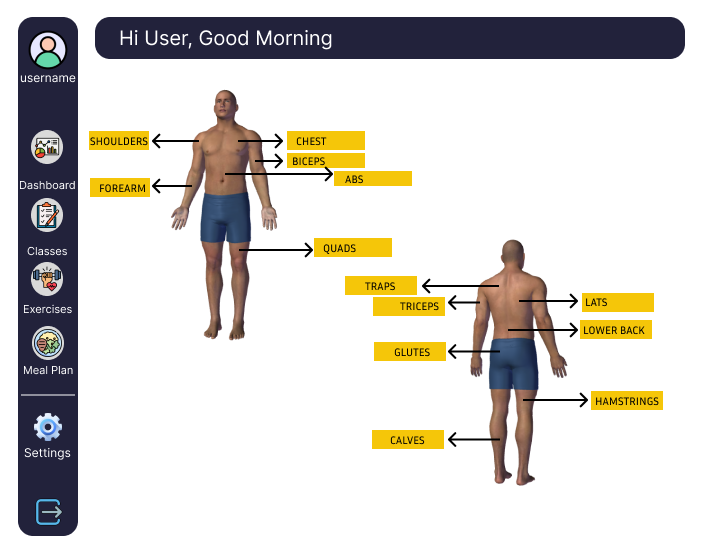 Hi User, Good Morning
username
Dashboard
Classes
Exercises
Meal Plan
Settings
SHOULDERS
CHEST
BICEPS
ABS
FOREARM
QUADS
TRAPS
TRICEPS
LATS
LOWER BACK
GLUTES
HAMSTRINGS
CALVES